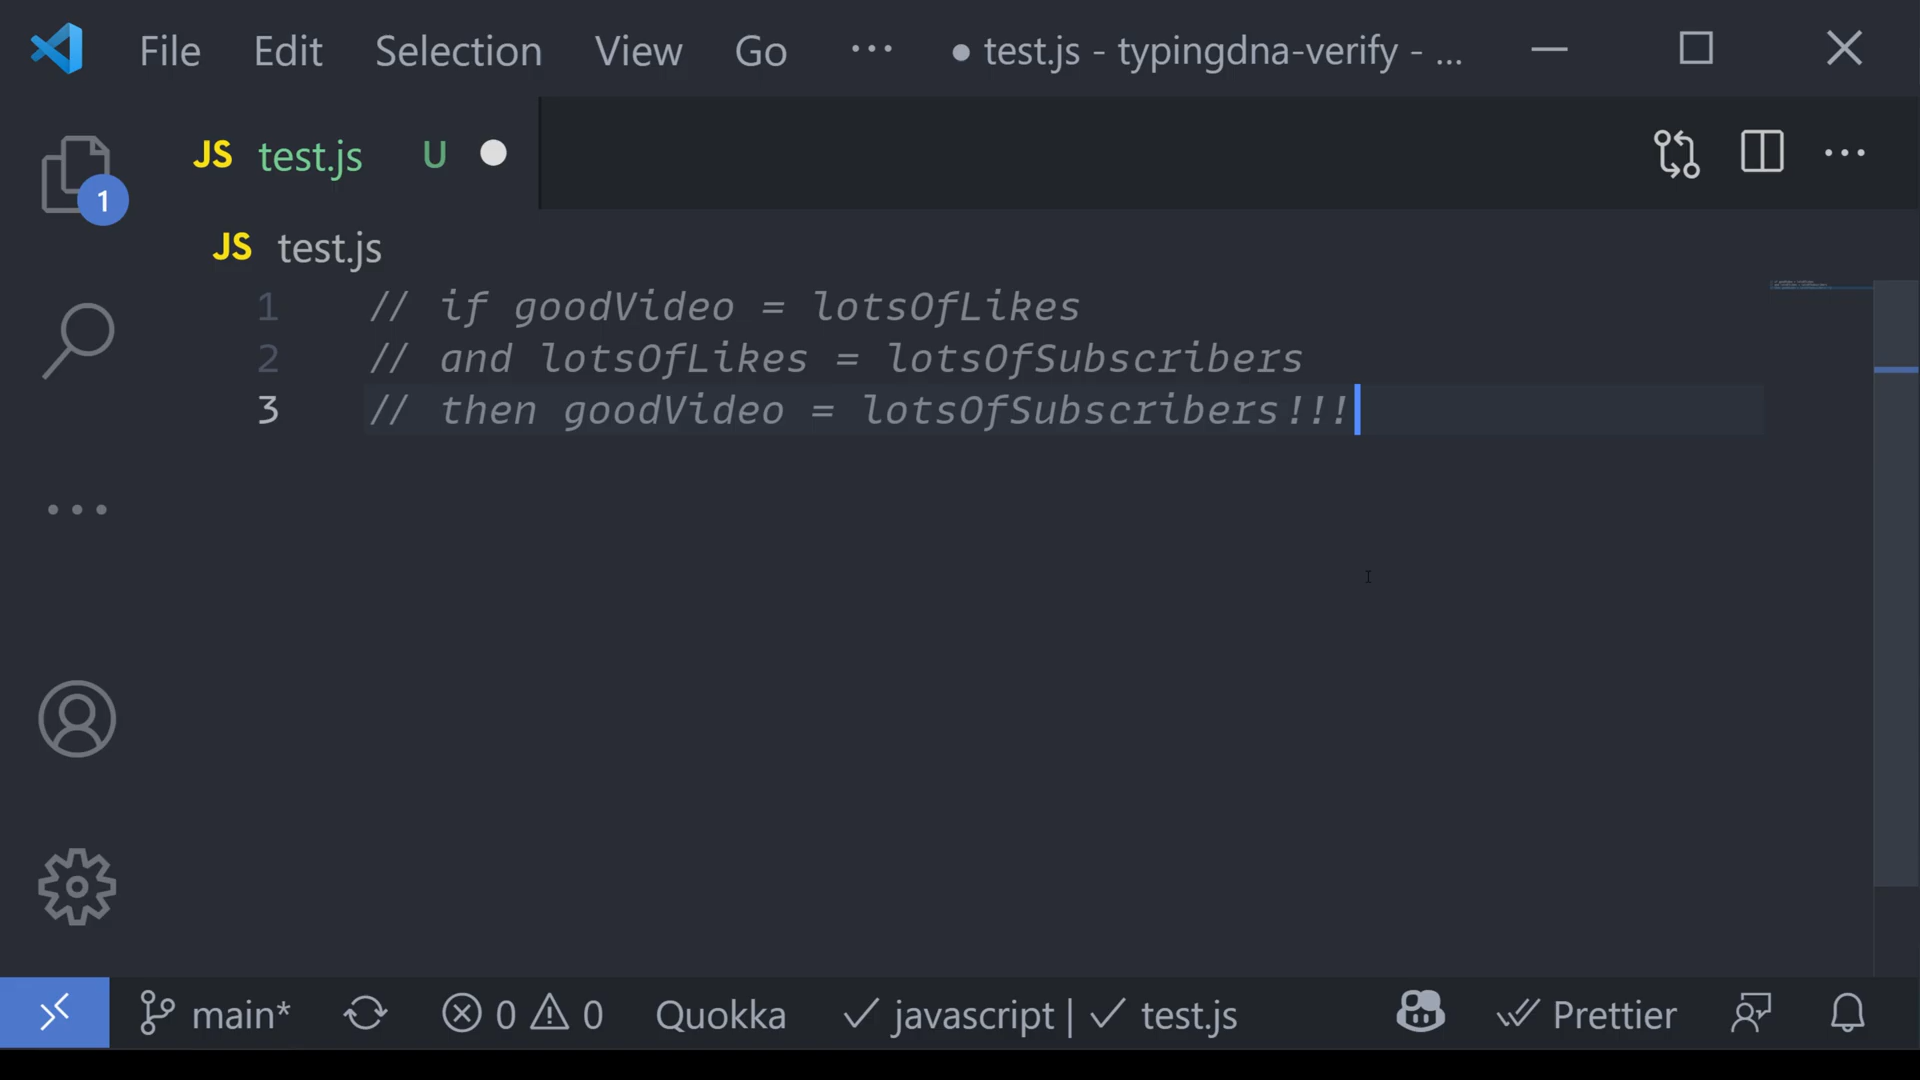 File Edit Selection View Go ··· ● test.js - typingdna-verify - ...
JS test.js U
1
JS test.js
1 // if goodVideo = lotsOfLikes
2 // and lotsOfLikes = lotsOfSubscribers
3 // then goodVideo = lotsOfSubscribers!!!
main* 0 0 Quokka ✓ javascript | ✓ test.js Prettier